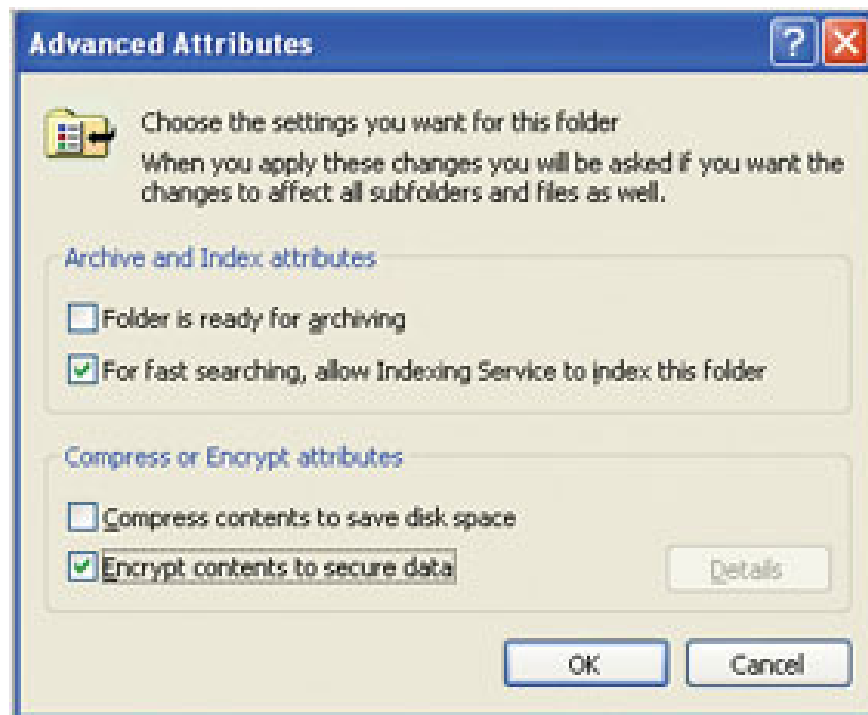 Advanced Attributes
Choose the settings you want for this folder
When you apply these changes you will be asked if you want the
changes to affect all subfolders and files as well.
Archive and Index attributes
Folder is ready for archiving
For fast searching, allow Indexing Service to index this folder
Compress or Encrypt attributes
Compress contents to save disk space
Encrypt contents to secure data
Details
OK
Cancel